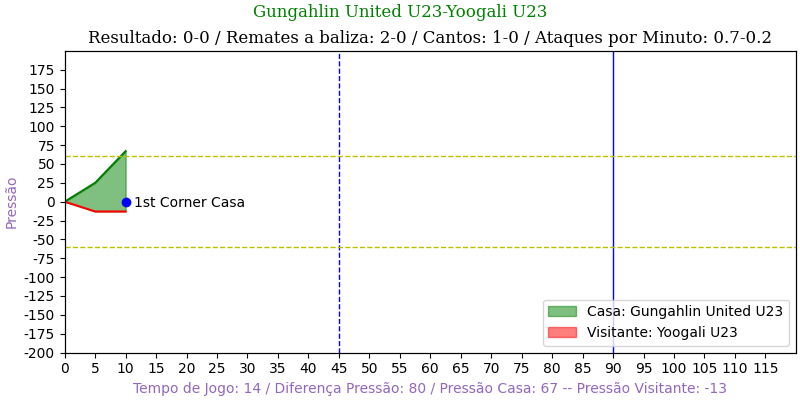 Gungahlin United U23-Yoogali U23
Resultado: 0-0 / Remates a baliza: 2-0 / Cantos: 1-0 / Ataques por Minuto: 0.7-0.2
Pressão
175
150
125
100
75
50
25
0
-25
-50
-75
-100
-125
-150
-175
-200
1st Corner Casa
Casa: Gungahlin United U23
Visitante: Yoogali U23
0 5 10 15 20 25 30 35 40 45 50 55 60 65 70 75 80 85 90 95 100 105 110 115
Tempo de Jogo: 14 / Diferença Pressão: 80 / Pressão Casa: 67 -- Pressão Visitante: -13